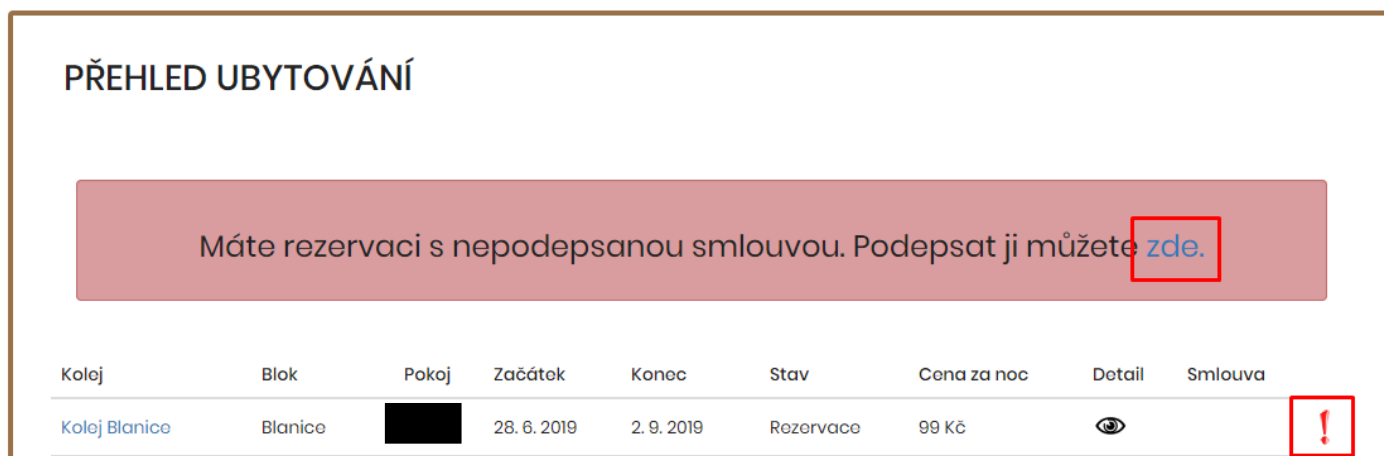 PŘEHLED UBYTOVÁNÍ
Máte rezervaci s nepodepsanou smlouvou. Podepsat ji můžete zde.
Kolej Blok Pokoj Začátek Konec Stav Cena za noc Detail Smlouva
Kolej Blanice Blanice 28. 6. 2019 2. 9. 2019 Rezervace 99 Kč !